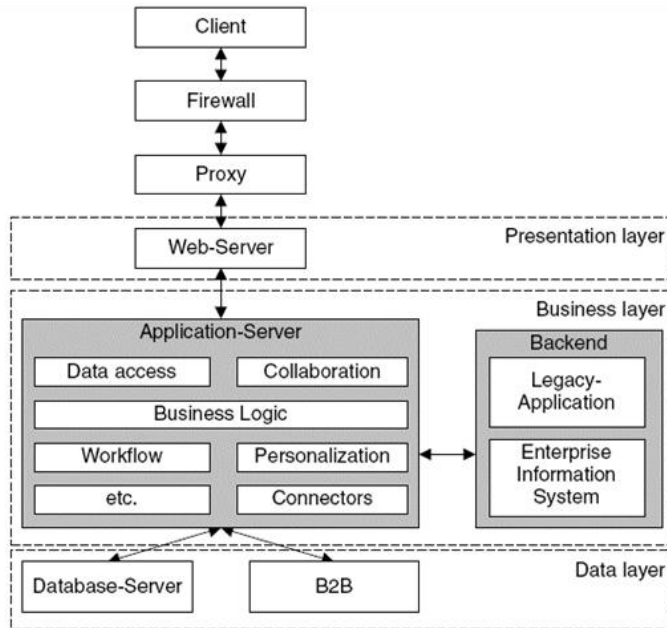 Client
Firewall
Proxy
Web-Server
Presentation layer
Business layer
Application-Server
Data access
Collaboration
Business Logic
Workflow
Personalization
etc.
Connectors
Backend
Legacy-
Application
Enterprise
Information
System
Database-Server
B2B
Data layer